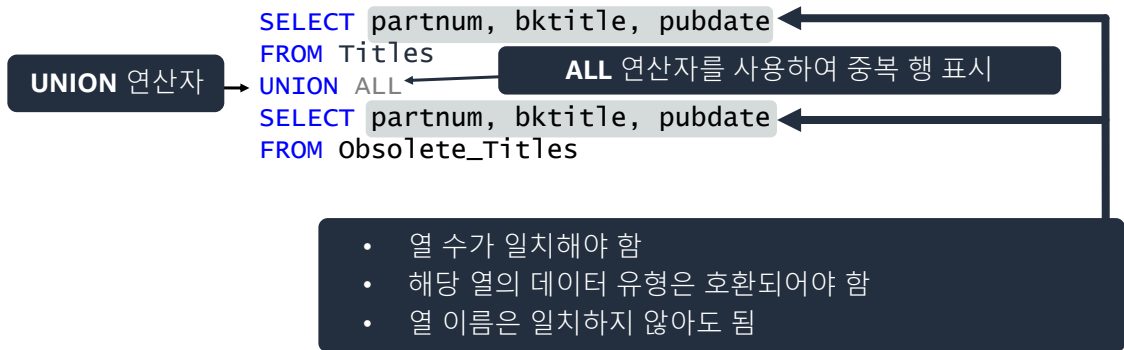 SELECT partnum, bktitle, pubdate
FROM Titles
UNION 연산자
UNION ALL
ALL 연산자를 사용하여 중복 행 표시
SELECT partnum, bktitle, pubdate
FROM Obsolete_Titles
• 열 수가 일치해야 함
• 해당 열의 데이터 유형은 호환되어야 함
• 열 이름은 일치하지 않아도 됨